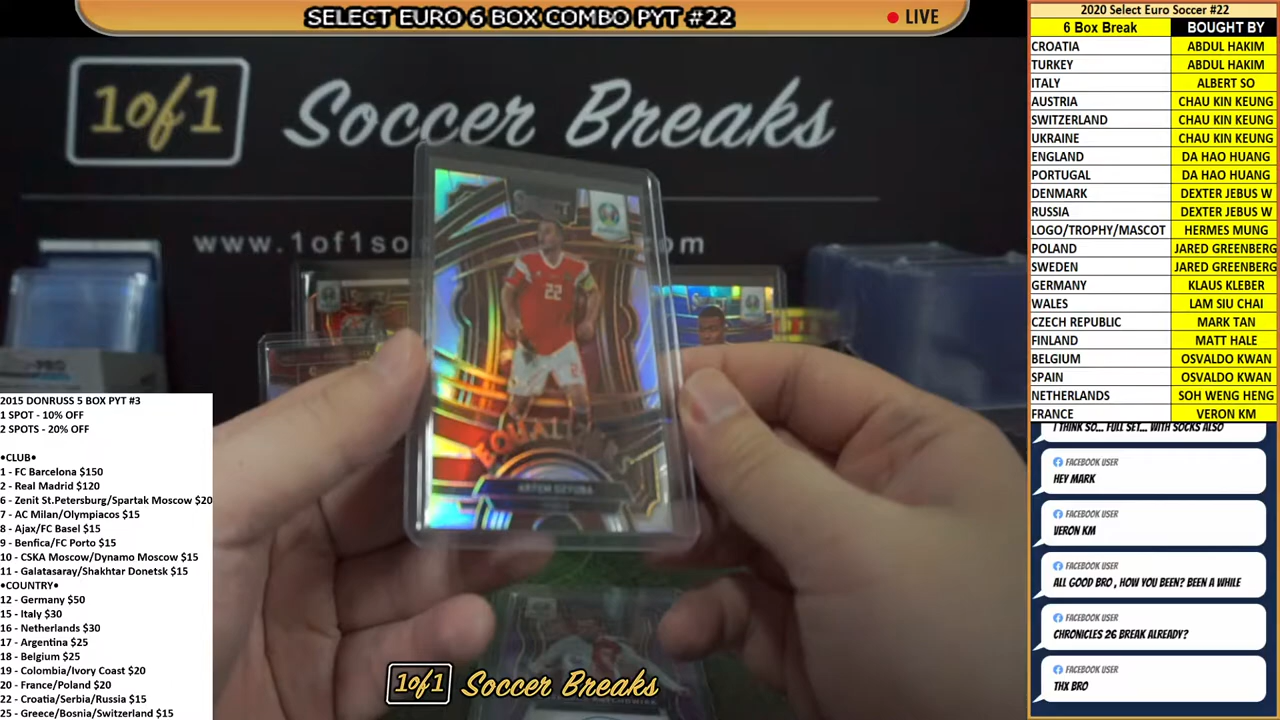 SELECT EURO 6 BOX COMBO PYT #22
LIVE
1of1 Soccer Breaks
www.1of1so
com
22
EQUALIZERS
ARTEM DZYUBA
2015 DONRUSS 5 BOX PYT #3
1 SPOT - 10% OFF
2 SPOTS - 20% OFF
•CLUB•
1 - FC Barcelona $150
2 - Real Madrid $120
6 - Zenit St.Petersburg/Spartak Moscow $20
7 - AC Milan/Olympiacos $15
8 - Ajax/FC Basel $15
9 - Benfica/FC Porto $15
10 - CSKA Moscow/Dynamo Moscow $15
11 - Galatasaray/Shakhtar Donetsk $15
•COUNTRY•
12 - Germany $50
15 - Italy $30
16 - Netherlands $30
17 - Argentina $25
18 - Belgium $25
19 - Colombia/Ivory Coast $20
20 - France/Poland $20
22 - Croatia/Serbia/Russia $15
25 - Greece/Bosnia/Switzerland $15
1of1 Soccer Breaks
2020 Select Euro Soccer #22
6 Box Break BOUGHT BY
CROATIA ABDUL HAKIM
TURKEY ABDUL HAKIM
ITALY ALBERT SO
AUSTRIA CHAU KIN KEUNG
SWITZERLAND CHAU KIN KEUNG
UKRAINE CHAU KIN KEUNG
ENGLAND DA HAO HUANG
PORTUGAL DA HAO HUANG
DENMARK DEXTER JEBUS W
RUSSIA DEXTER JEBUS W
LOGO/TROPHY/MASCOT HERMES MUNG
POLAND JARED GREENBERG
SWEDEN JARED GREENBERG
GERMANY KLAUS KLEBER
WALES LAM SIU CHAI
CZECH REPUBLIC MARK TAN
FINLAND MATT HALE
BELGIUM OSVALDO KWAN
SPAIN OSVALDO KWAN
NETHERLANDS SOH WENG HENG
FRANCE VERON KM
I THINK SO... FULL SET... WITH SOCKS ALSO
FACEBOOK USER
HEY MARK
FACEBOOK USER
VERON KM
FACEBOOK USER
ALL GOOD BRO , HOW YOU BEEN? BEEN A WHILE
FACEBOOK USER
CHRONICLES 26 BREAK ALREADY?
FACEBOOK USER
THX BRO